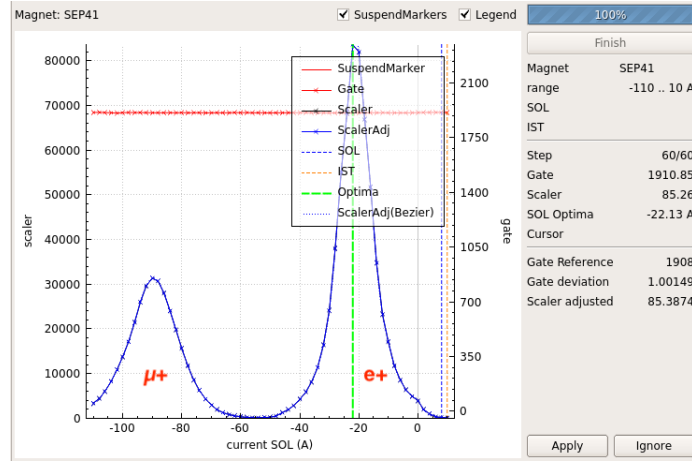 Magnet: SEP41
SuspendMarkers
Legend
100%
Finish
Magnet SEP41
range -110 .. 10 A
SOL
IST
Step 60/60
Gate 1910.85
Scaler 85.26
SOL Optima -22.13 A
Cursor
Gate Reference 1908
Gate deviation 1.00149
Scaler adjusted 85.3874
Apply
Ignore
SuspendMarker
Gate
Scaler
ScalerAdj
SOL
IST
Optima
ScalerAdj(Bezier)
scaler
80000
70000
60000
50000
40000
30000
20000
10000
0
gate
2100
1750
1400
1050
700
350
0
μ+
e+
-100 -80 -60 -40 -20 0
current SOL (A)